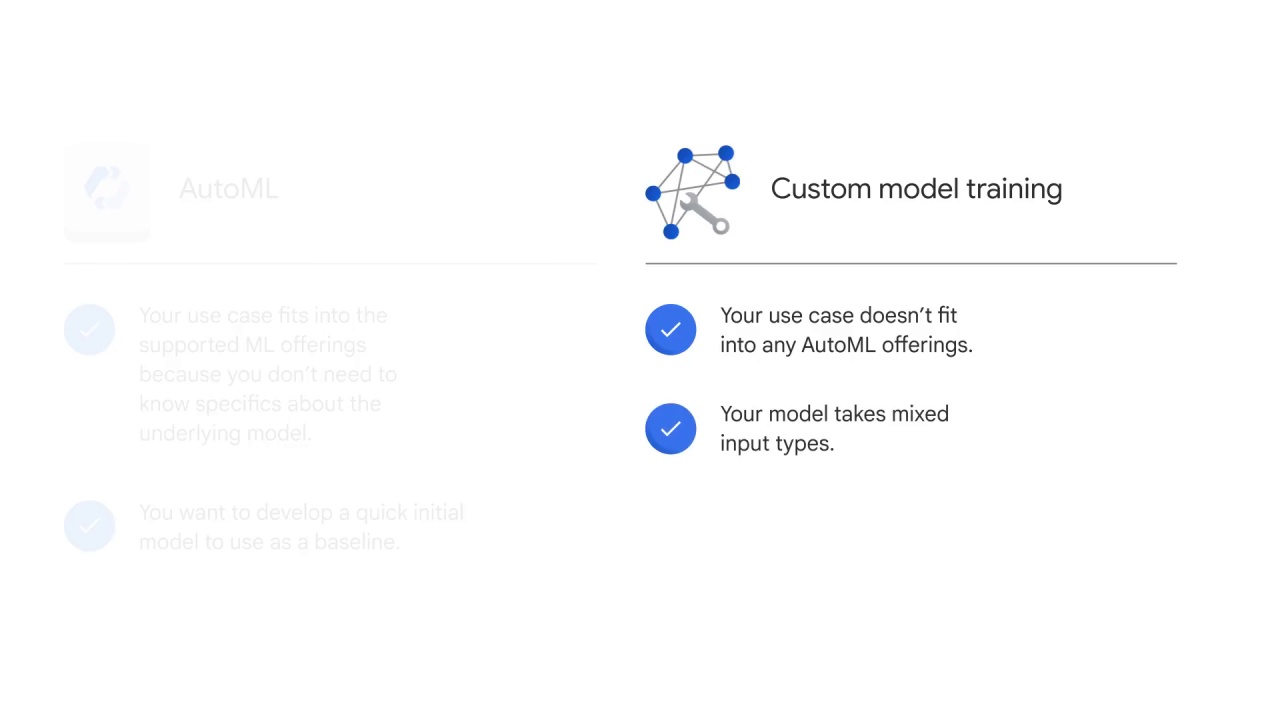 AutoML
Your use case fits into the
supported ML offerings
because you don't need to
know specifics about the
underlying model.
You want to develop a quick initial
model to use as a baseline.
Custom model training
Your use case doesn't fit
into any AutoML offerings.
Your model takes mixed
input types.